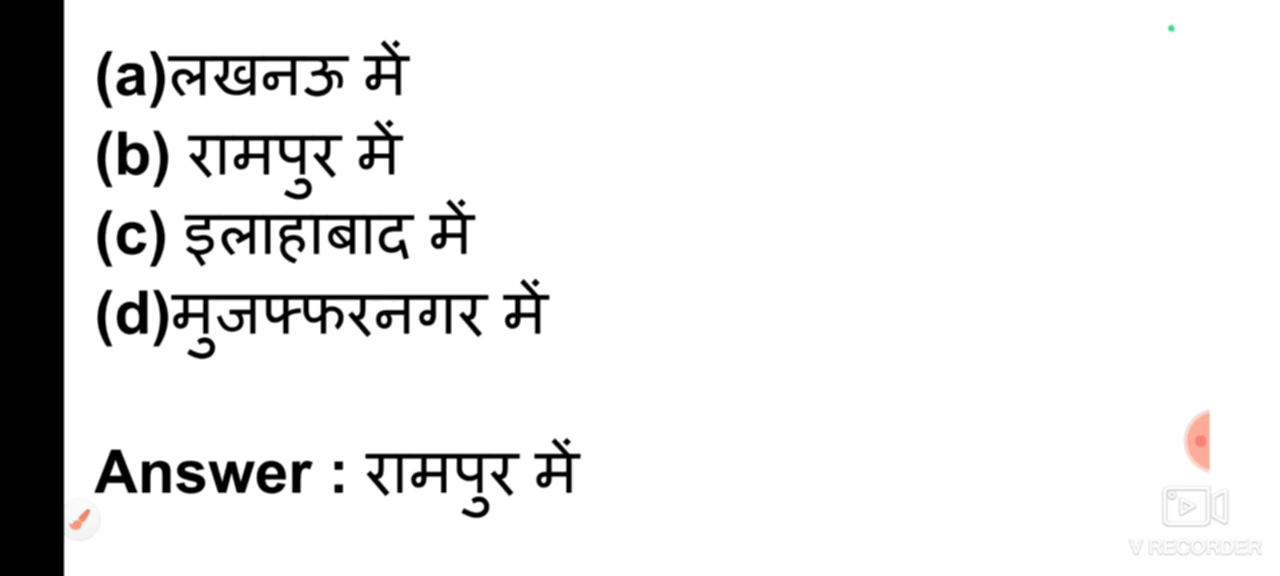 (a)लखनऊ में
(b) रामपुर में
(c) इलाहाबाद में
(d)मुजफ्फरनगर में
Answer : रामपुर में
V RECORDER